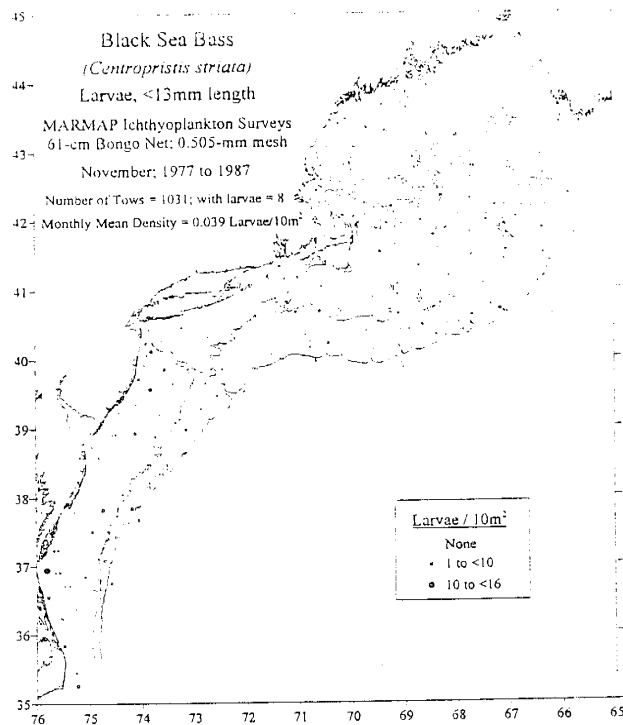 Black Sea Bass
(Centropristis striata)
Larvae, <13mm length
MARMAP Ichthyoplankton Surveys
61-cm Bongo Net; 0.505-mm mesh
November; 1977 to 1987
Number of Tows = 1031; with larvae = 8
Monthly Mean Density = 0.039 Larvae/10m²
45
44
43
42
41
40
39
38
37
36
35
Larvae / 10m²
None
1 to <10
10 to <16
76 75 74 73 72 71 70 69 68 67 66 65